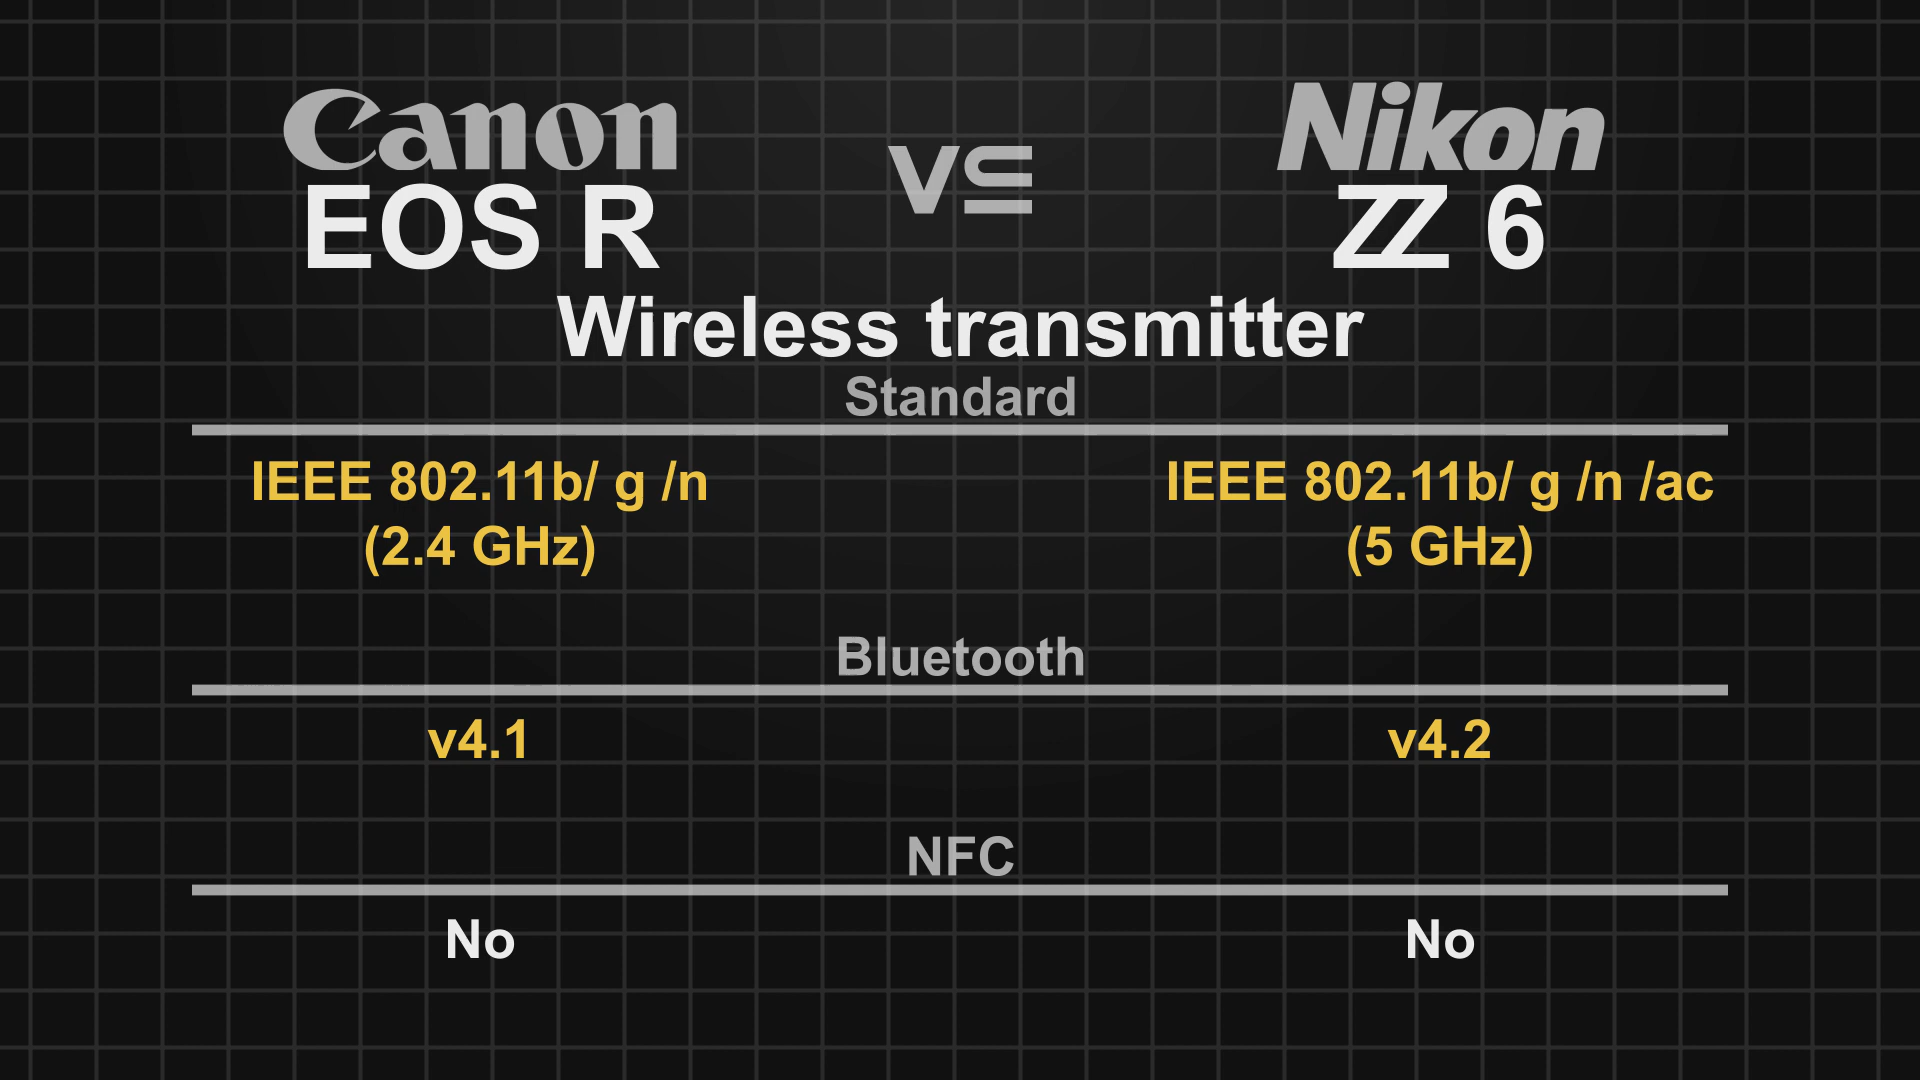 Canon VS Nikon
EOS R ZZ 6
Wireless transmitter
Standard
IEEE 802.11b/ g /n IEEE 802.11b/ g /n /ac
(2.4 GHz) (5 GHz)
Bluetooth
v4.1 v4.2
NFC
No No